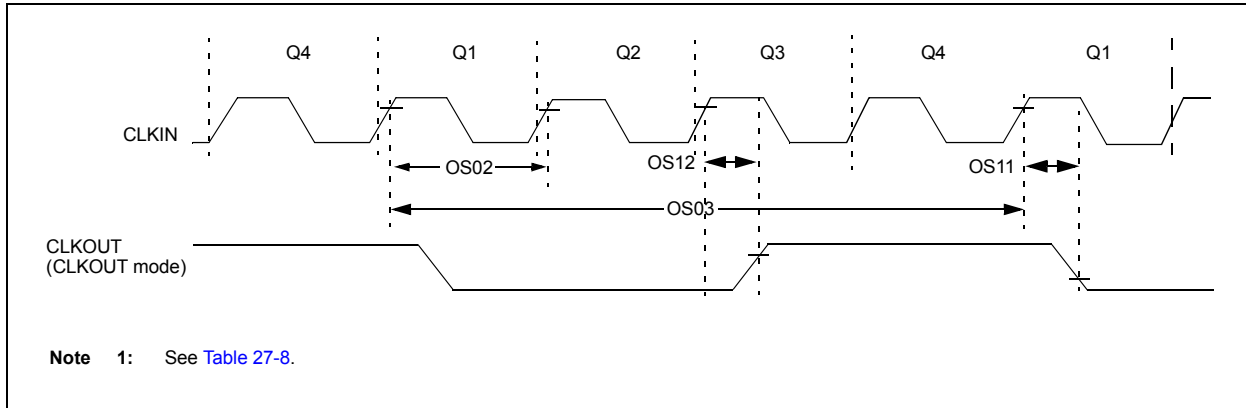 Q4 Q1 Q2 Q3 Q4 Q1
CLKIN
OS02 OS12 OS11
OS03
CLKOUT
(CLKOUT mode)
Note 1: See Table 27-8.